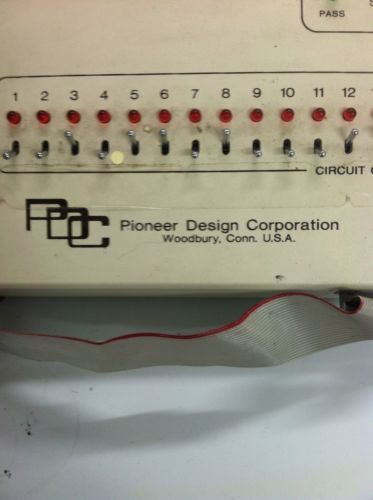 PASS
1 2 3 4 5 6 7 8 9 10 11 12
CIRCUIT
PDC Pioneer Design Corporation
Woodbury, Conn. U.S.A.